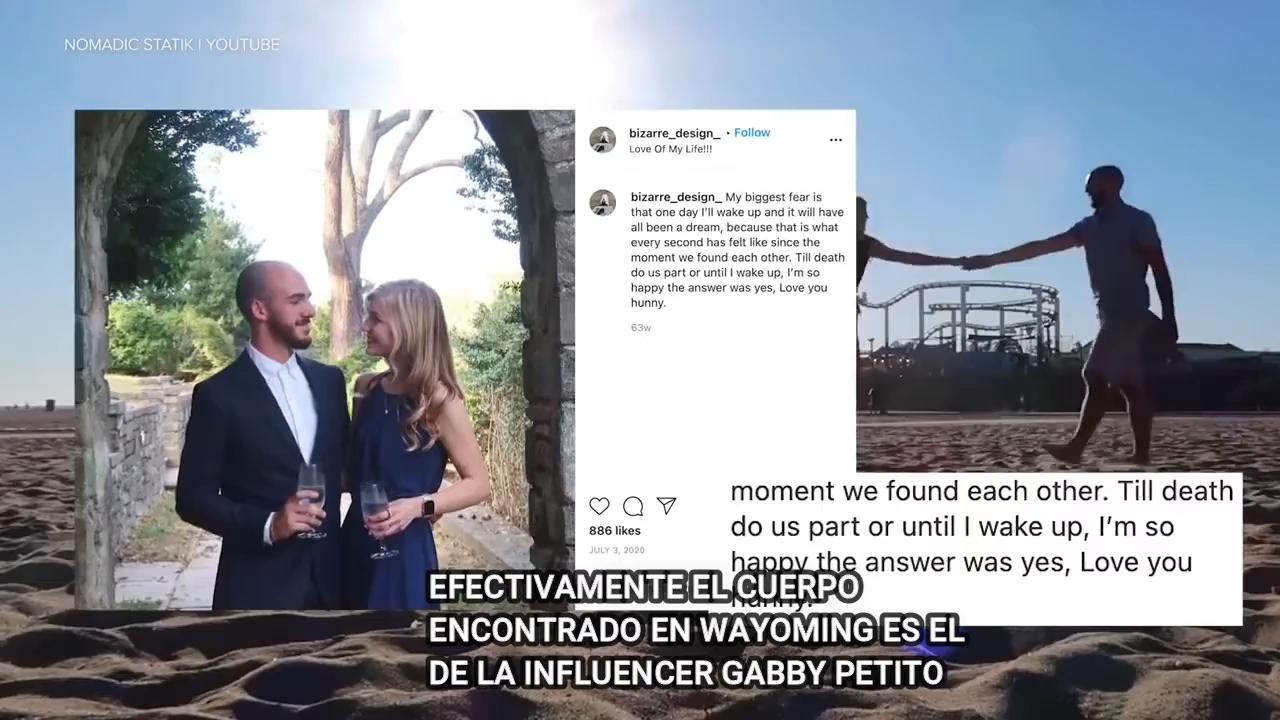 NOMADIC STATIK | YOUTUBE
bizarre_design_ • Follow
Love Of My Life!!!
...
bizarre_design_ My biggest fear is
that one day I'll wake up and it will have
all been a dream, because that is what
every second has felt like since the
moment we found each other. Till death
do us part or until I wake up, I'm so
happy the answer was yes, Love you
hunny.
63w
886 likes
JULY 3, 2020
moment we found each other. Till death
do us part or until I wake up, I'm so
happy the answer was yes, Love you
hunny.
EFECTIVAMENTE EL CUERPO
ENCONTRADO EN WAYOMING ES EL
DE LA INFLUENCER GABBY PETITO